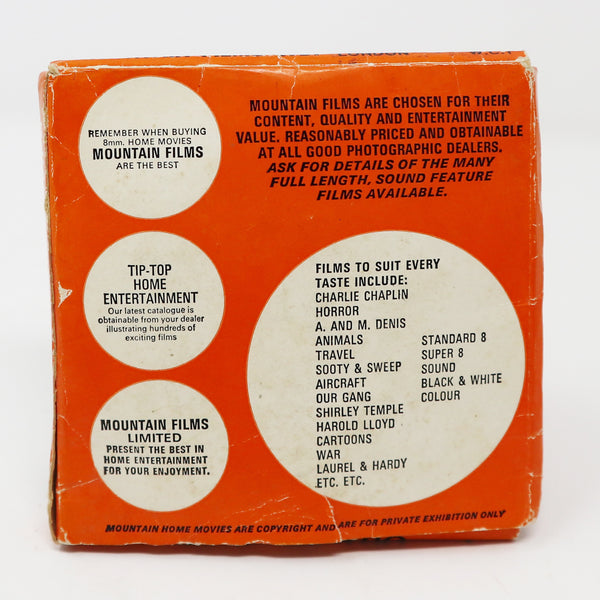 LONDON
REMEMBER WHEN BUYING
8mm. HOME MOVIES
MOUNTAIN FILMS
ARE THE BEST
MOUNTAIN FILMS ARE CHOSEN FOR THEIR
CONTENT, QUALITY AND ENTERTAINMENT
VALUE. REASONABLY PRICED AND OBTAINABLE
AT ALL GOOD PHOTOGRAPHIC DEALERS.
ASK FOR DETAILS OF THE MANY
FULL LENGTH, SOUND FEATURE
FILMS AVAILABLE.
TIP-TOP
HOME
ENTERTAINMENT
Our latest catalogue is
obtainable from your dealer
illustrating hundreds of
exciting films
MOUNTAIN FILMS
LIMITED
PRESENT THE BEST IN
HOME ENTERTAINMENT
FOR YOUR ENJOYMENT.
FILMS TO SUIT EVERY
TASTE INCLUDE:
CHARLIE CHAPLIN
HORROR
A. AND M. DENIS
ANIMALS
TRAVEL
SOOTY & SWEEP
AIRCRAFT
OUR GANG
SHIRLEY TEMPLE
HAROLD LLOYD
CARTOONS
WAR
LAUREL & HARDY
ETC. ETC.
STANDARD 8
SUPER 8
SOUND
BLACK & WHITE
COLOUR
MOUNTAIN HOME MOVIES ARE COPYRIGHT AND ARE FOR PRIVATE EXHIBITION ONLY